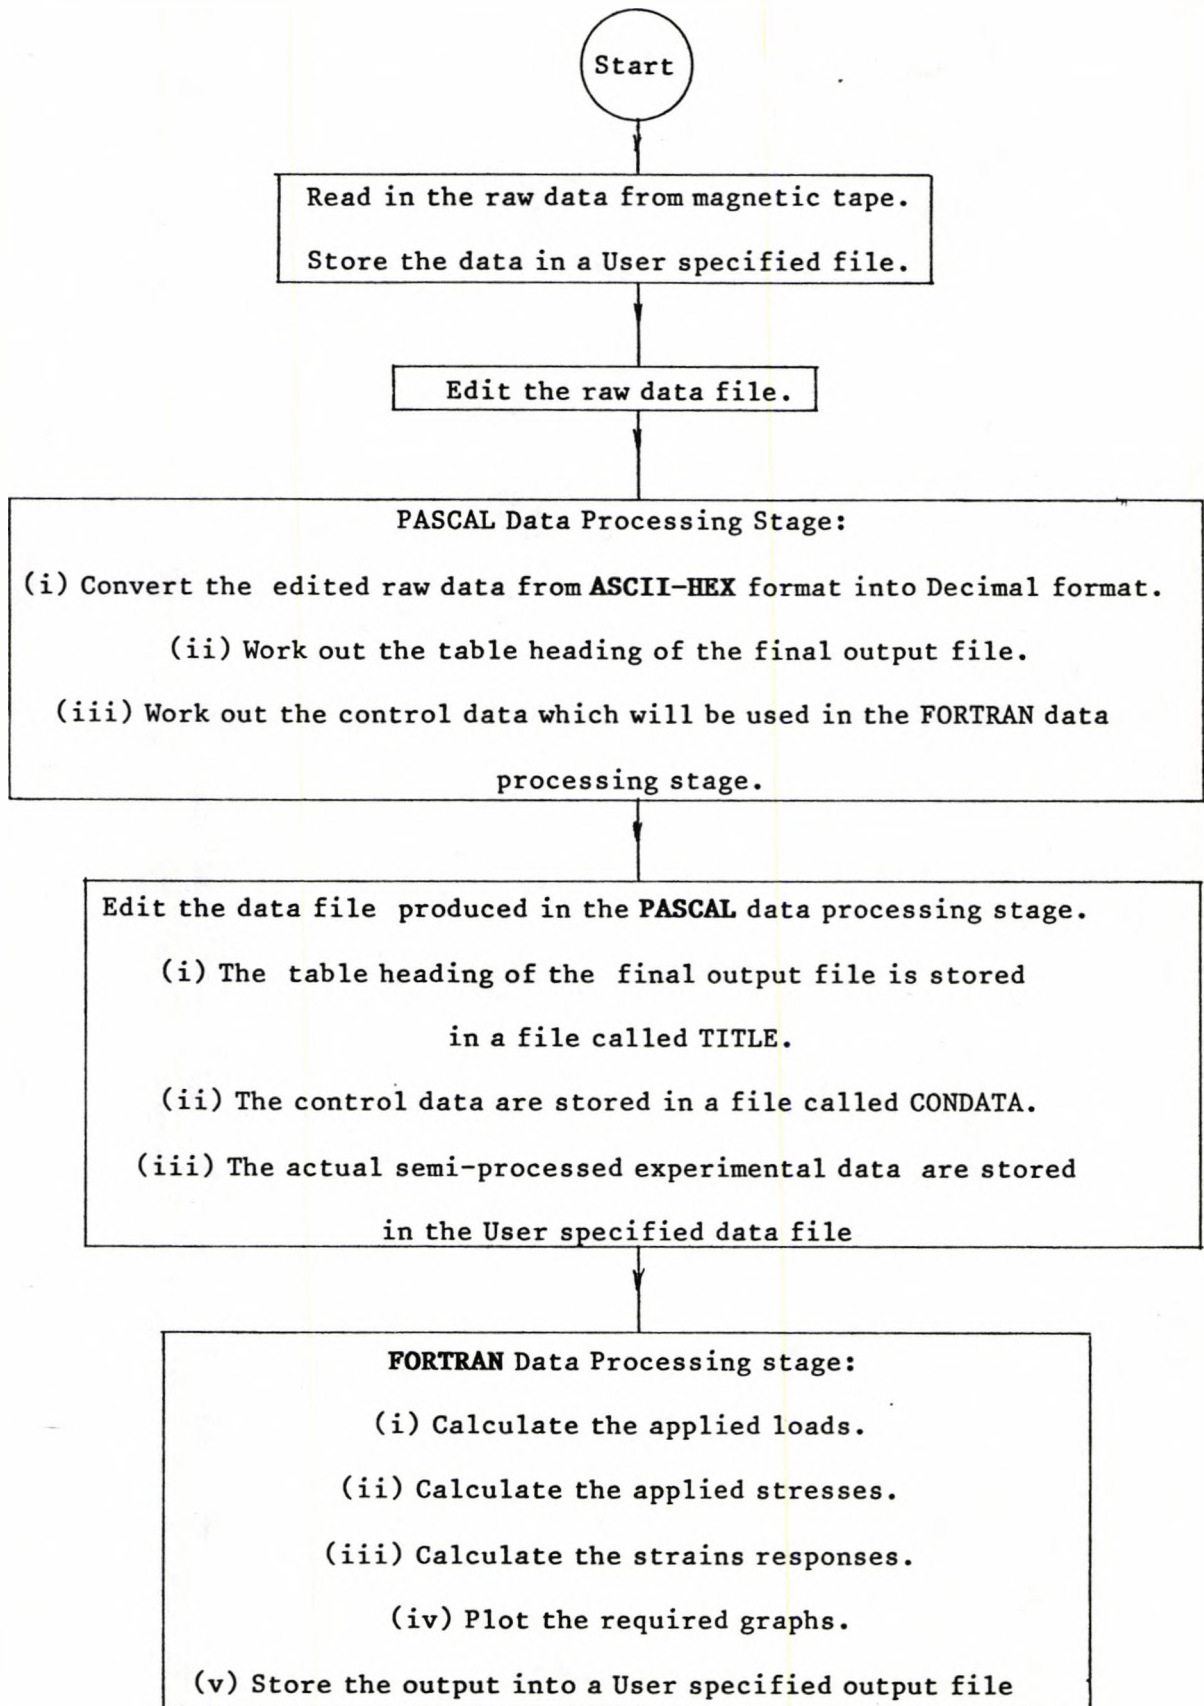 Start
Read in the raw data from magnetic tape.
Store the data in a User specified file.
Edit the raw data file.
PASCAL Data Processing Stage:
(i) Convert the edited raw data from ASCII-HEX format into Decimal format.
(ii) Work out the table heading of the final output file.
(iii) Work out the control data which will be used in the FORTRAN data
processing stage.
Edit the data file produced in the PASCAL data processing stage.
(i) The table heading of the final output file is stored
in a file called TITLE.
(ii) The control data are stored in a file called CONDATA.
(iii) The actual semi-processed experimental data are stored
in the User specified data file
FORTRAN Data Processing stage:
(i) Calculate the applied loads.
(ii) Calculate the applied stresses.
(iii) Calculate the strains responses.
(iv) Plot the required graphs.
(v) Store the output into a User specified output file